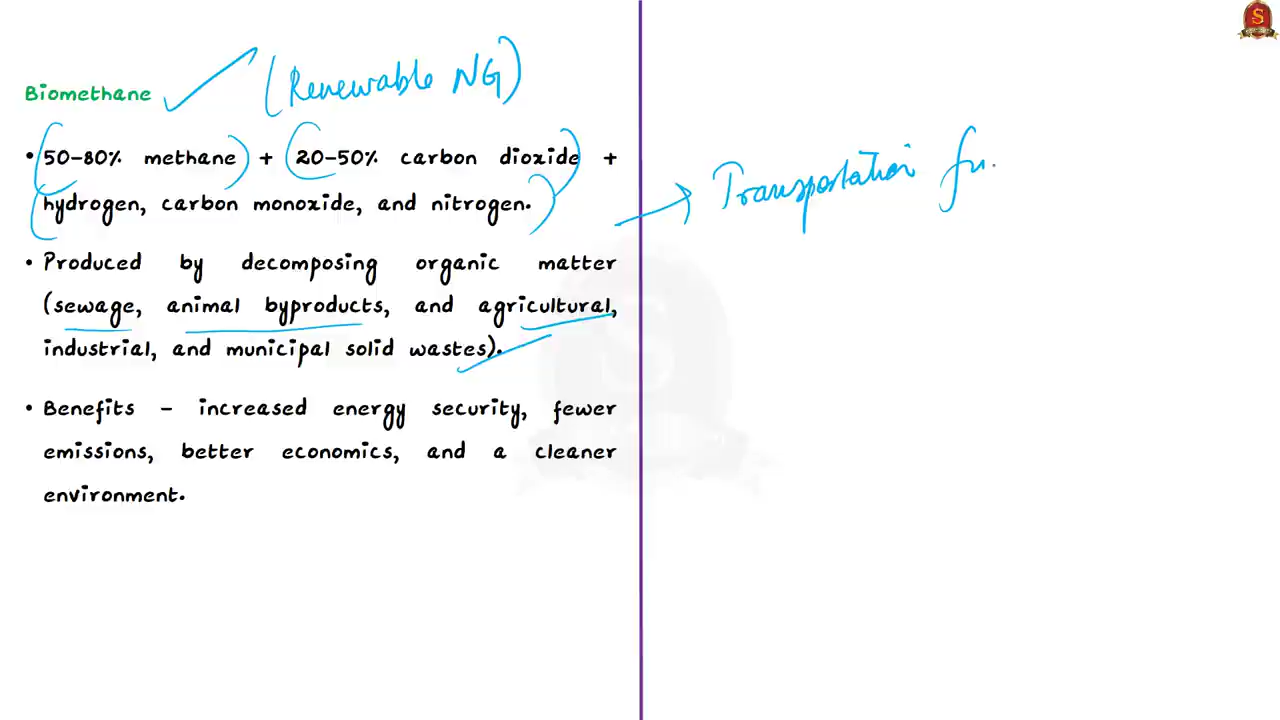 Biomethane (Renewable NG)
• 50-80% methane + 20-50% carbon dioxide +
hydrogen, carbon monoxide, and nitrogen.
• Produced by decomposing organic matter
(sewage, animal byproducts, and agricultural,
industrial, and municipal solid wastes).
• Benefits - increased energy security, fewer
emissions, better economics, and a cleaner
environment.
→ Transportation fu
S